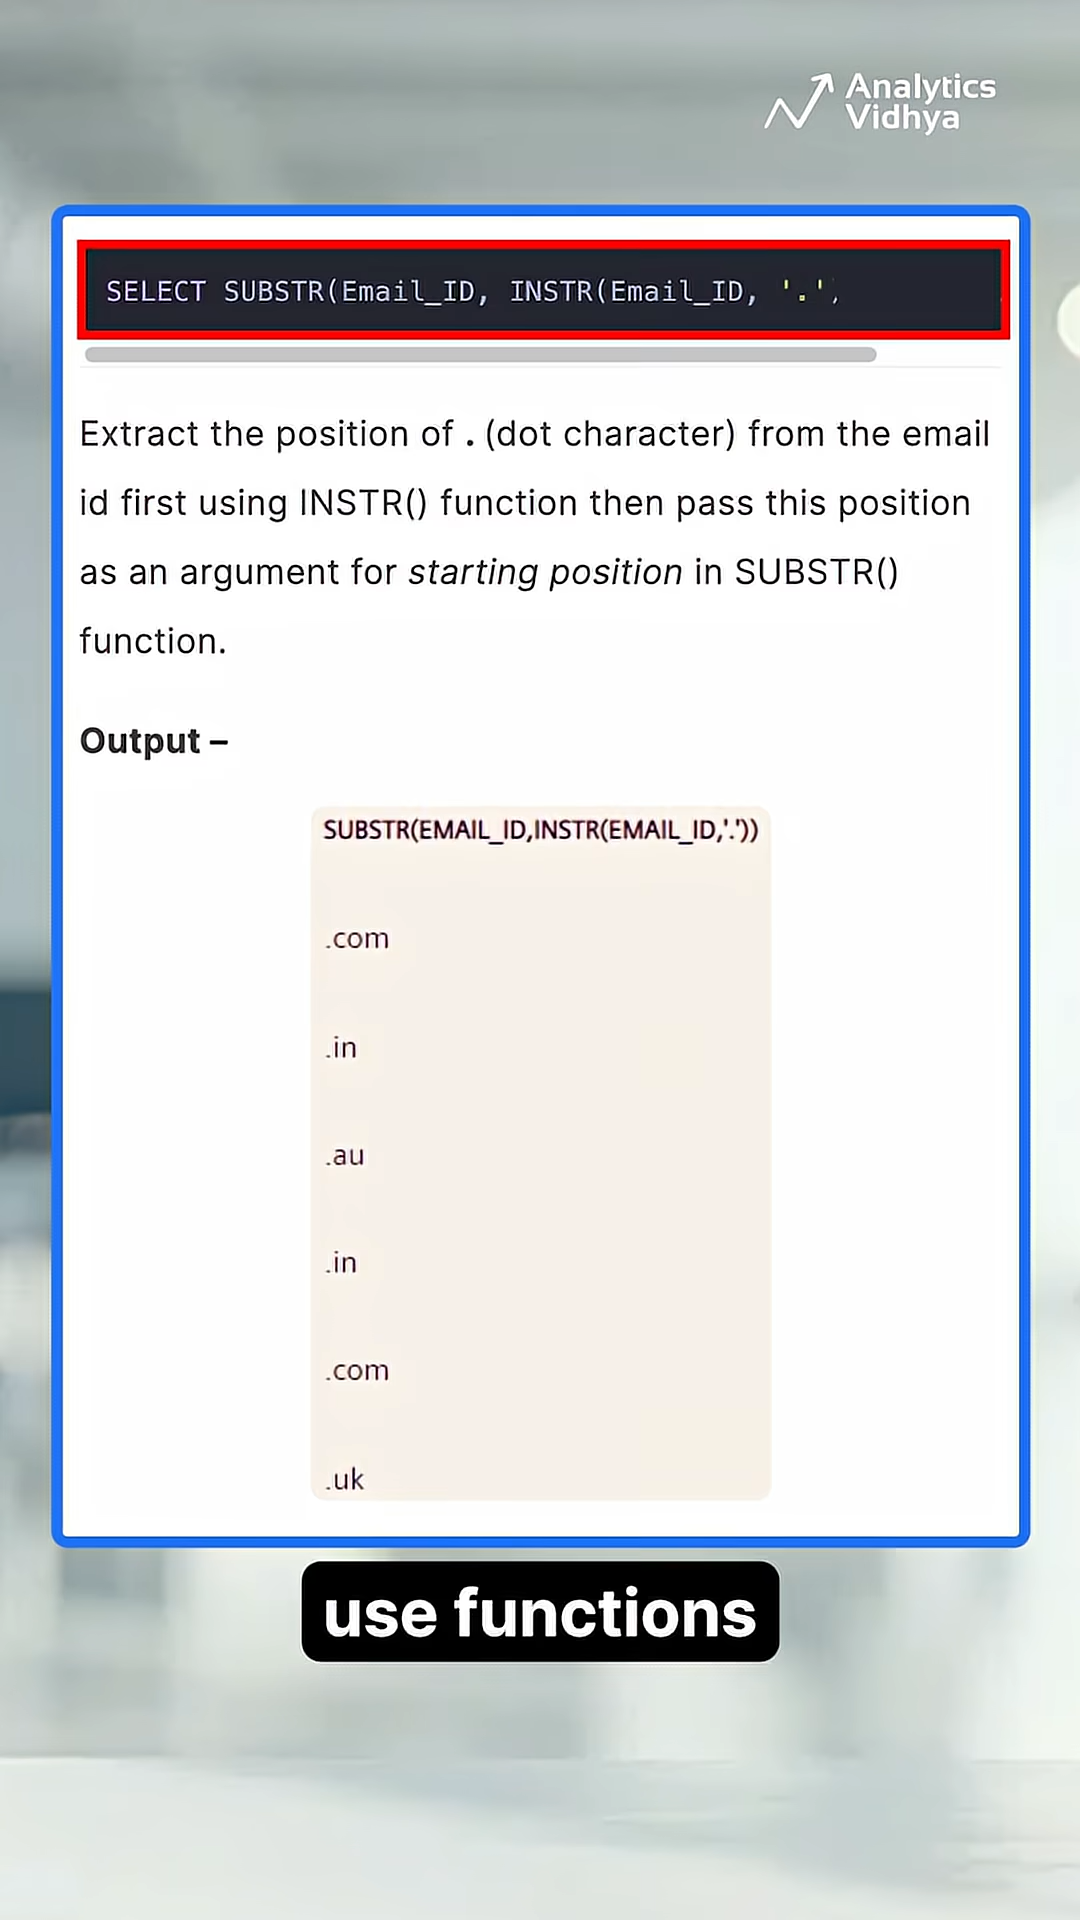 Analytics
Vidhya
SELECT SUBSTR(Email_ID, INSTR(Email_ID, '.',
Extract the position of . (dot character) from the email
id first using INSTR() function then pass this position
as an argument for starting position in SUBSTR()
function.
Output –
SUBSTR(EMAIL_ID,INSTR(EMAIL_ID,'.'))
.com
.in
.au
.in
.com
.uk
use functions